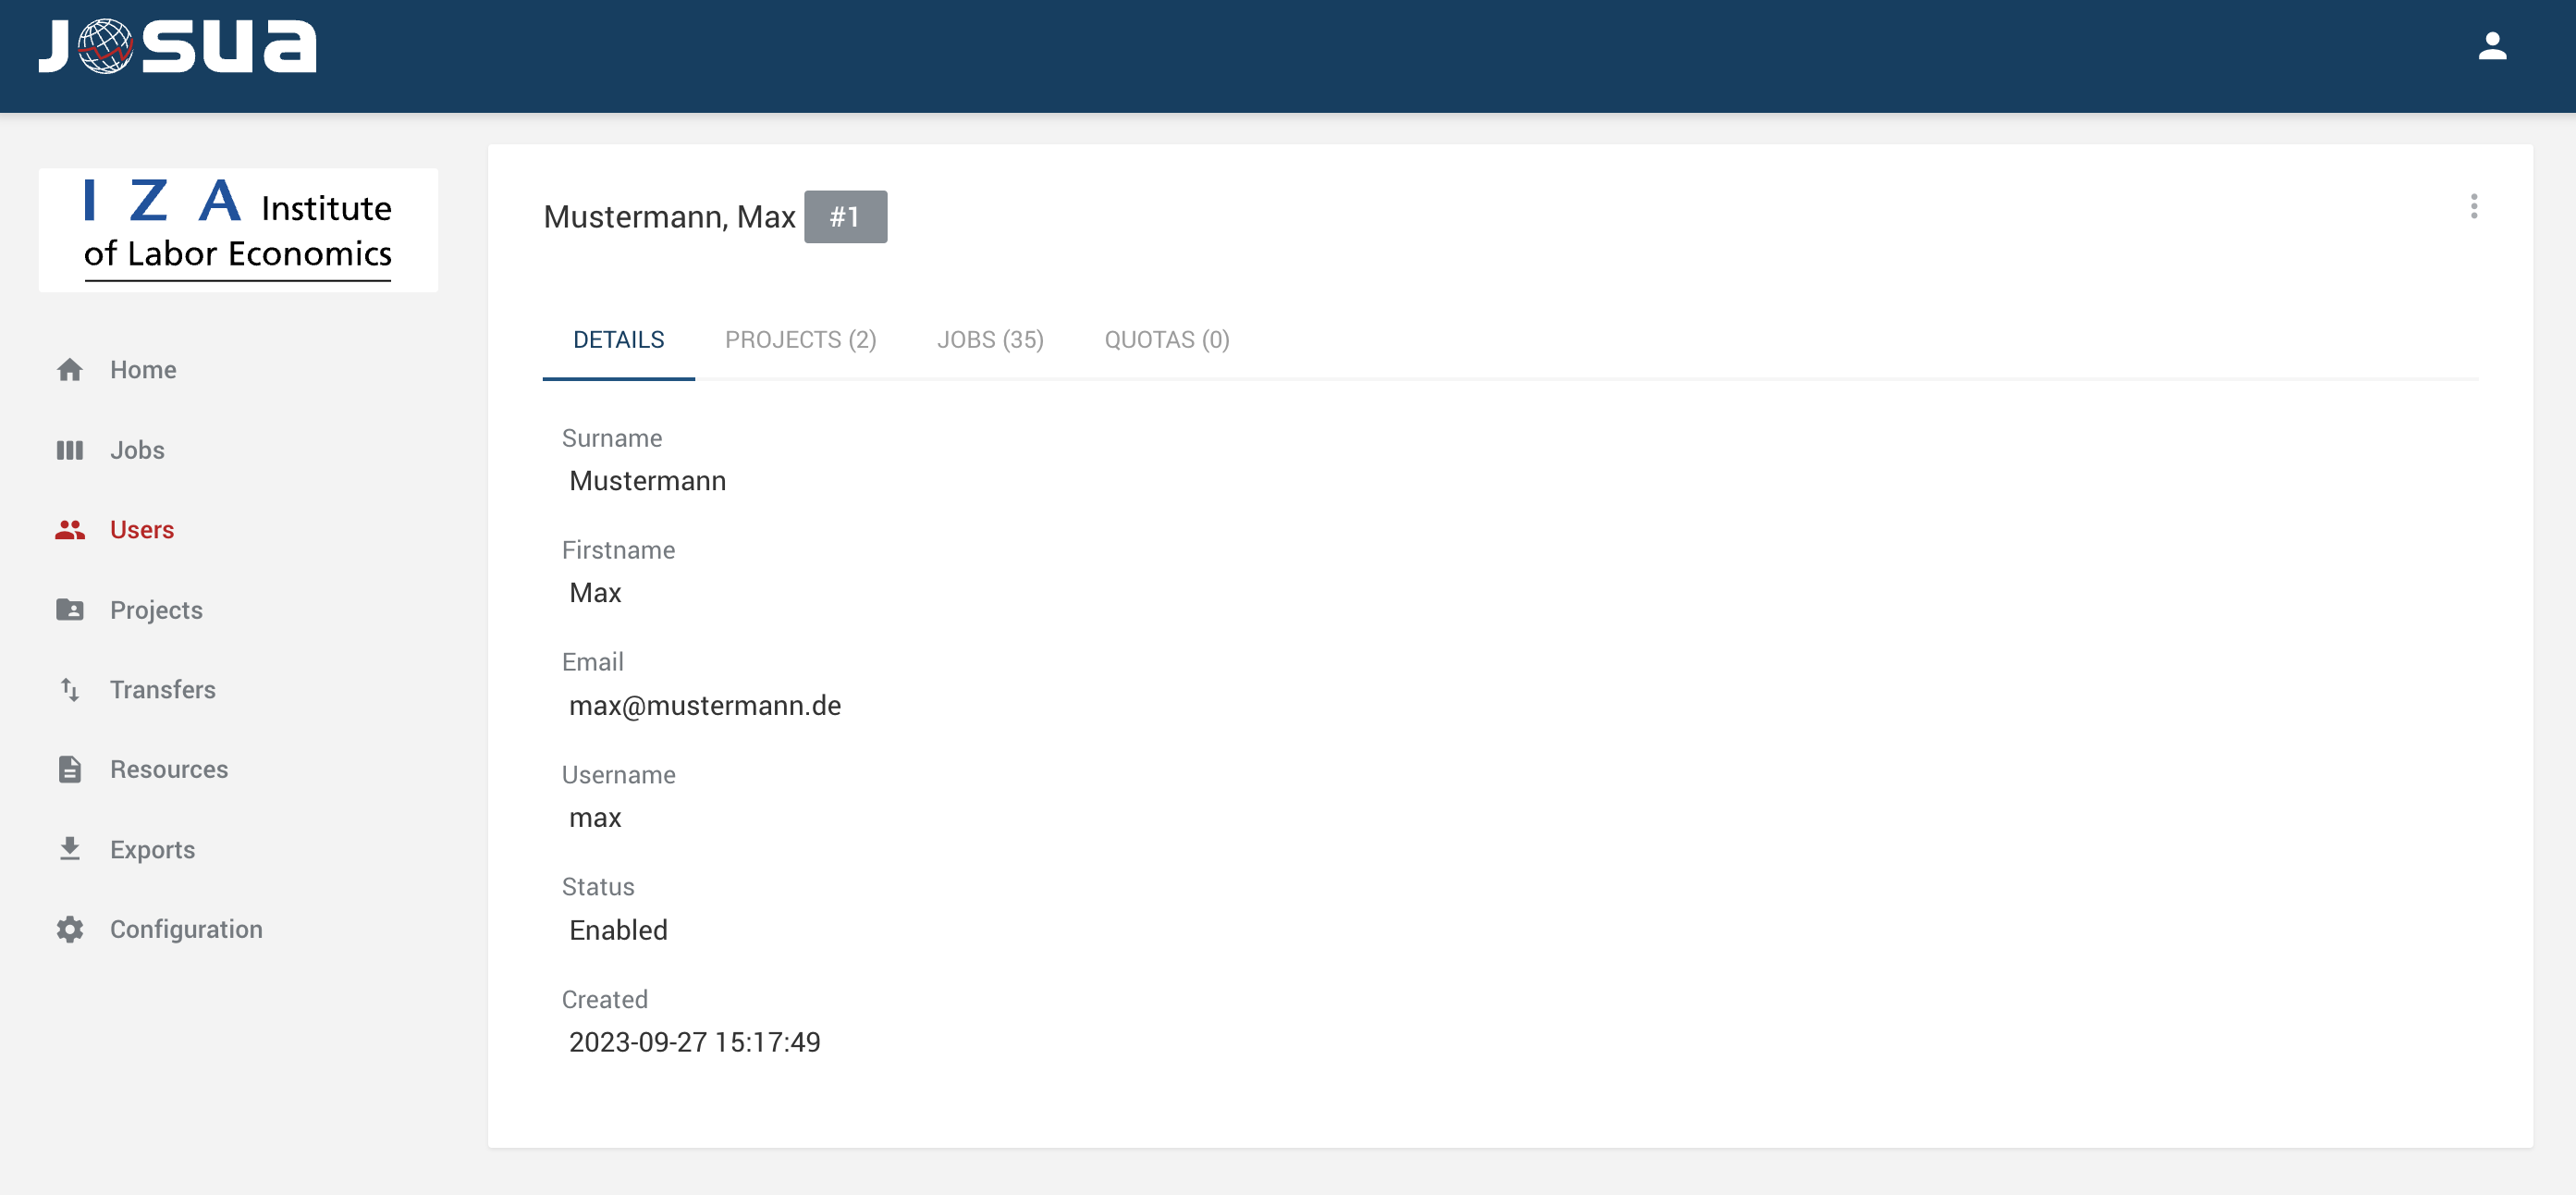 JOSUA
IZA Institute
of Labor Economics
Home
Jobs
Users
Projects
Transfers
Resources
Exports
Configuration
Mustermann, Max #1
DETAILS PROJECTS (2) JOBS (35) QUOTAS (0)
Surname
Mustermann
Firstname
Max
Email
max@mustermann.de
Username
max
Status
Enabled
Created
2023-09-27 15:17:49